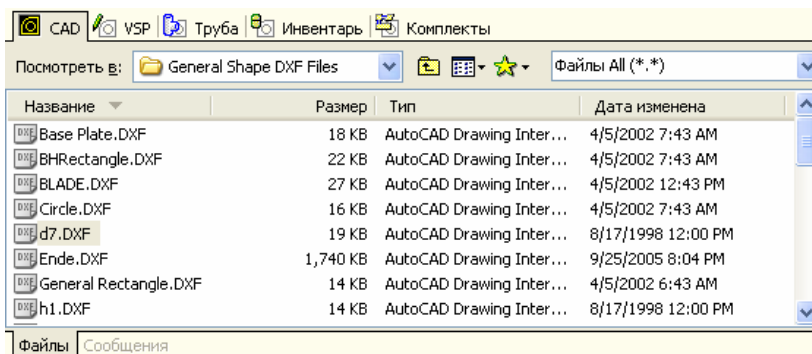 CAD VSP Труба Инвентарь Комплекты
Посмотреть в: General Shape DXF Files Файлы All (*.*)
Название Размер Тип Дата изменена
Base Plate.DXF 18 KB AutoCAD Drawing Inter... 4/5/2002 7:43 AM
BHRectangle.DXF 22 KB AutoCAD Drawing Inter... 4/5/2002 7:43 AM
BLADE.DXF 27 KB AutoCAD Drawing Inter... 4/5/2002 12:43 PM
Circle.DXF 16 KB AutoCAD Drawing Inter... 4/5/2002 7:43 AM
d7.DXF 19 KB AutoCAD Drawing Inter... 8/17/1998 12:00 PM
Ende.DXF 1,740 KB AutoCAD Drawing Inter... 9/25/2005 8:04 PM
General Rectangle.DXF 14 KB AutoCAD Drawing Inter... 4/5/2002 6:43 AM
h1.DXF 14 KB AutoCAD Drawing Inter... 8/17/1998 12:00 PM
Файлы Сообщения